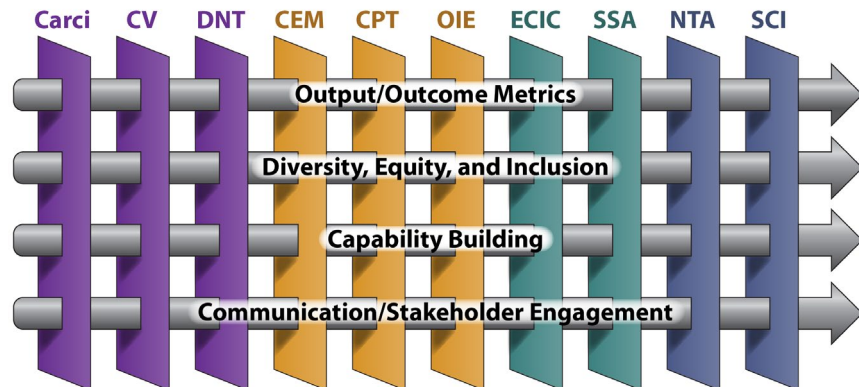 Carci CV DNT CEM CPT OIE ECIC SSA NTA SCI
Output/Outcome Metrics
Diversity, Equity, and Inclusion
Capability Building
Communication/Stakeholder Engagement